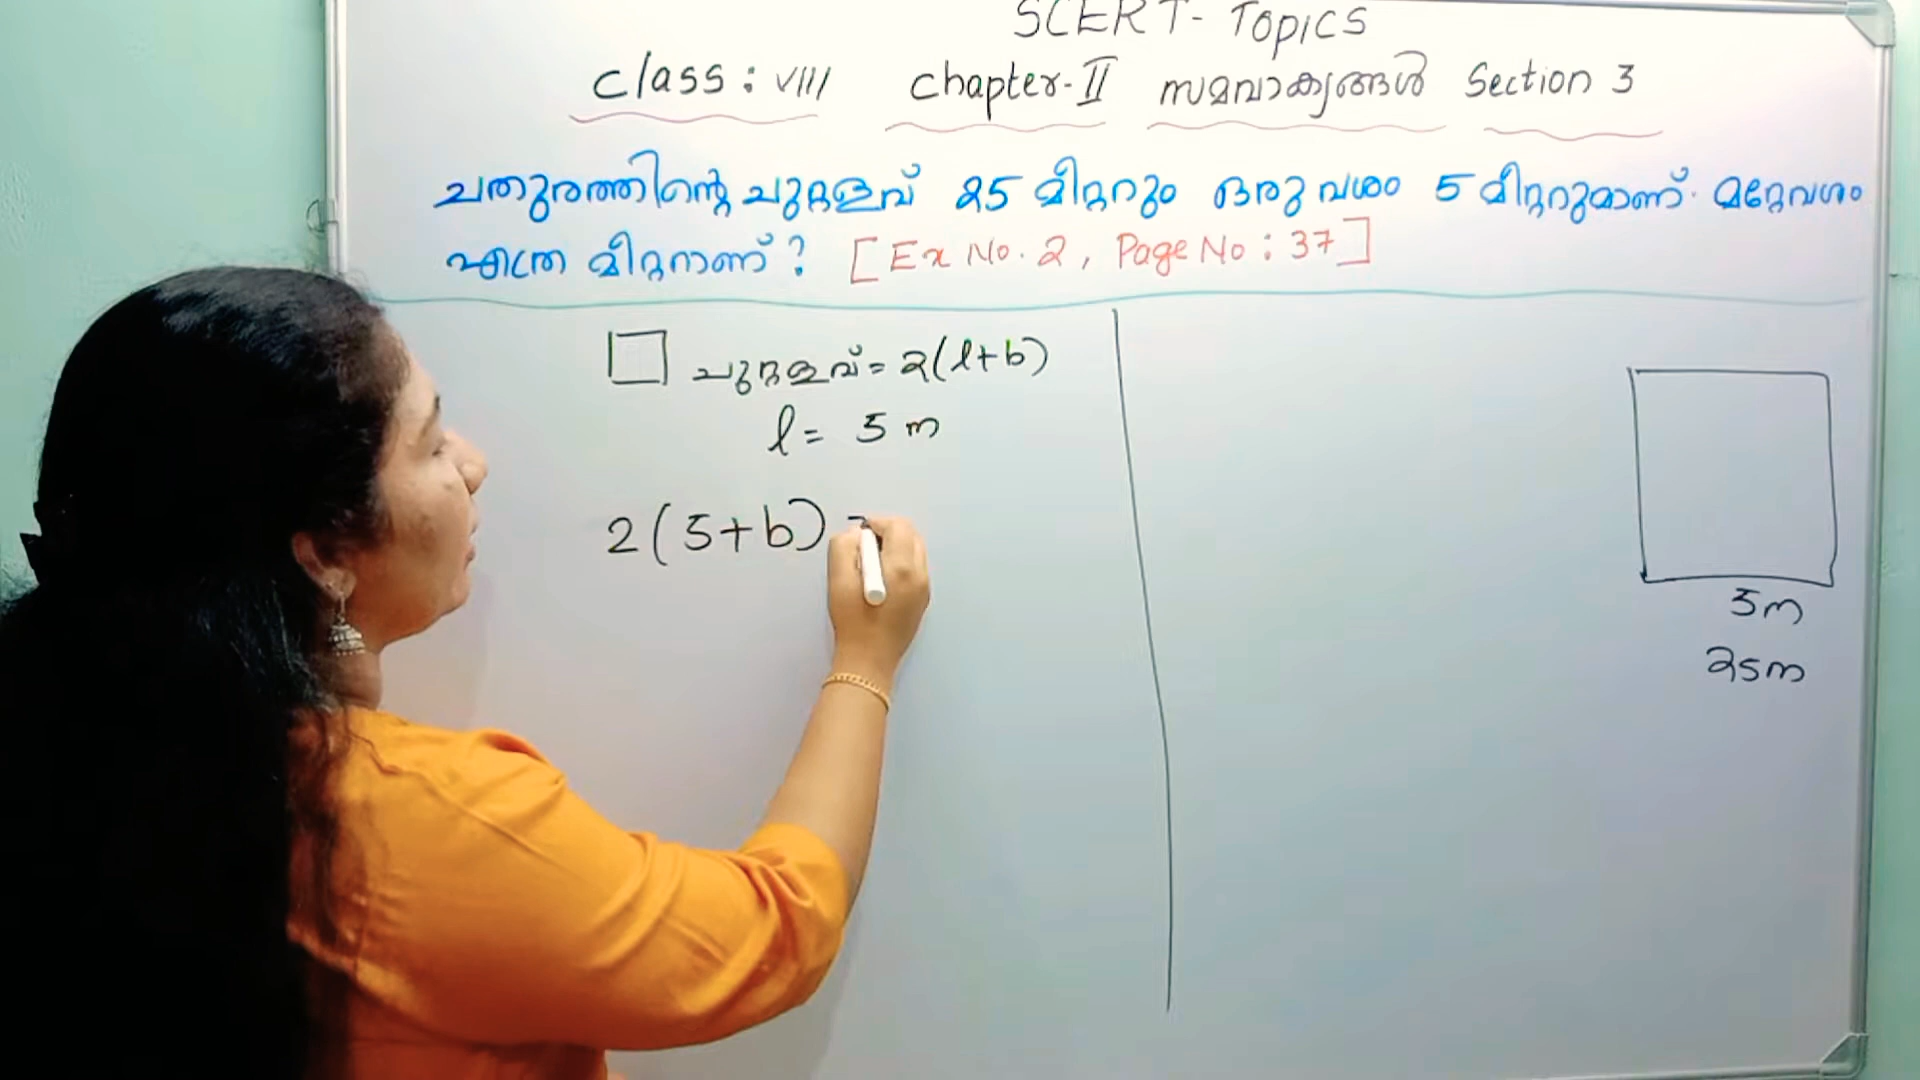 SCERT- TOPICS
Class : VIII Chapter-II സമവാക്യങ്ങൾ Section 3
ചതുരത്തിന്റെ ചുറ്റളവ് 25 മീറ്ററും ഒരു വശം 5 മീറ്ററുമാണ്. മറ്റേവശം
എത്ര മീറ്ററാണ്? [Ex No. 2, Page No : 37]
ചുറ്റളവ് = 2(l+b)
l = 5 m
2(5+b) =
5m
25m